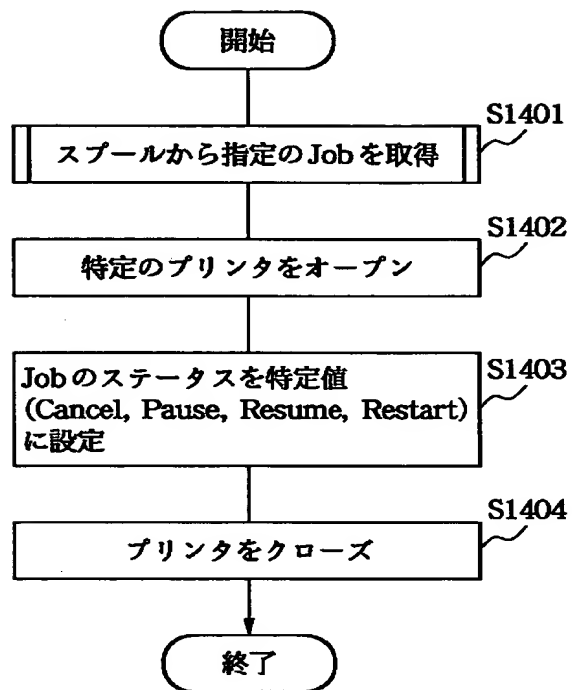 開始
S1401
スプールから指定のJobを取得
S1402
特定のプリンタをオープン
S1403
Jobのステータスを特定値
(Cancel, Pause, Resume, Restart)
に設定
S1404
プリンタをクローズ
終了